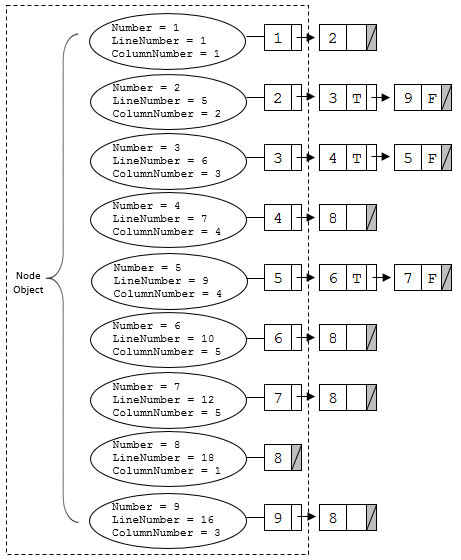 Number = 1
LineNumber = 1
ColumnNumber = 1
1 2
Number = 2
LineNumber = 5
ColumnNumber = 2
2 3 T 9 F
Number = 3
LineNumber = 6
ColumnNumber = 3
3 4 T 5 F
Number = 4
LineNumber = 7
ColumnNumber = 4
4 8
Node
Object
Number = 5
LineNumber = 9
ColumnNumber = 4
5 6 T 7 F
Number = 6
LineNumber = 10
ColumnNumber = 5
6 8
Number = 7
LineNumber = 12
ColumnNumber = 5
7 8
Number = 8
LineNumber = 18
ColumnNumber = 1
8
Number = 9
LineNumber = 16
ColumnNumber = 3
9 8